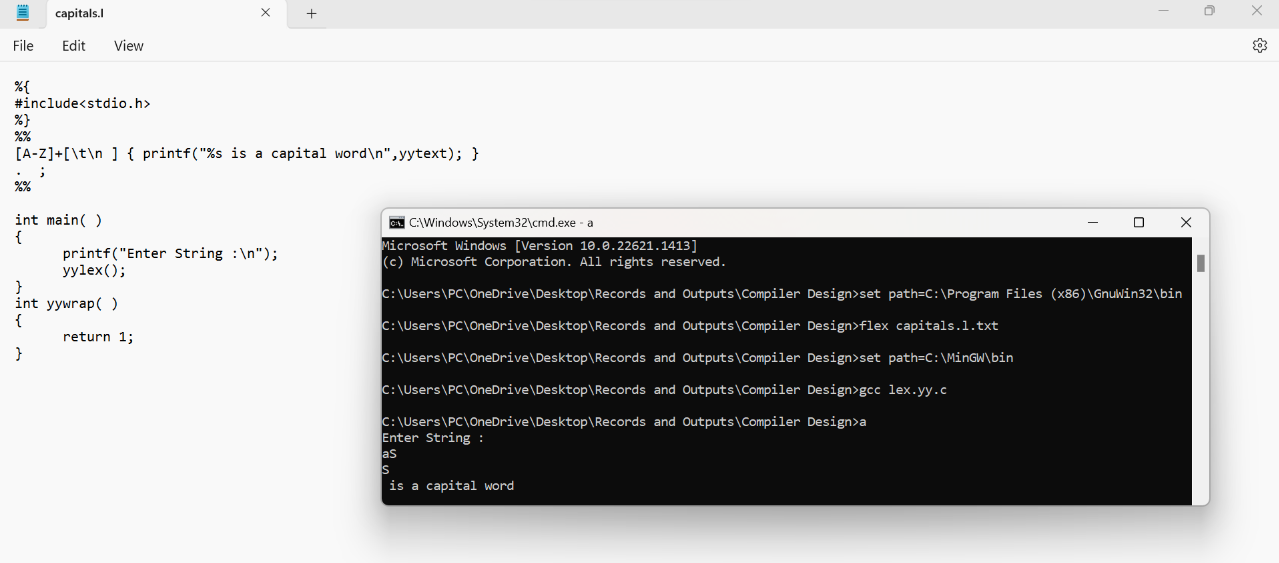 capitals.l
File Edit View
%{
#include<stdio.h>
%}
%%
[A-Z]+[\t\n ] { printf("%s is a capital word\n",yytext); }
. ;
%%
int main( )
{
printf("Enter String :\n");
yylex();
}
int yywrap( )
{
return 1;
}
C:\Windows\System32\cmd.exe - a
Microsoft Windows [Version 10.0.22621.1413]
(c) Microsoft Corporation. All rights reserved.
C:\Users\PC\OneDrive\Desktop\Records and Outputs\Compiler Design>set path=C:\Program Files (x86)\GnuWin32\bin
C:\Users\PC\OneDrive\Desktop\Records and Outputs\Compiler Design>flex capitals.l.txt
C:\Users\PC\OneDrive\Desktop\Records and Outputs\Compiler Design>set path=C:\MinGW\bin
C:\Users\PC\OneDrive\Desktop\Records and Outputs\Compiler Design>gcc lex.yy.c
C:\Users\PC\OneDrive\Desktop\Records and Outputs\Compiler Design>a
Enter String :
aS
S
is a capital word